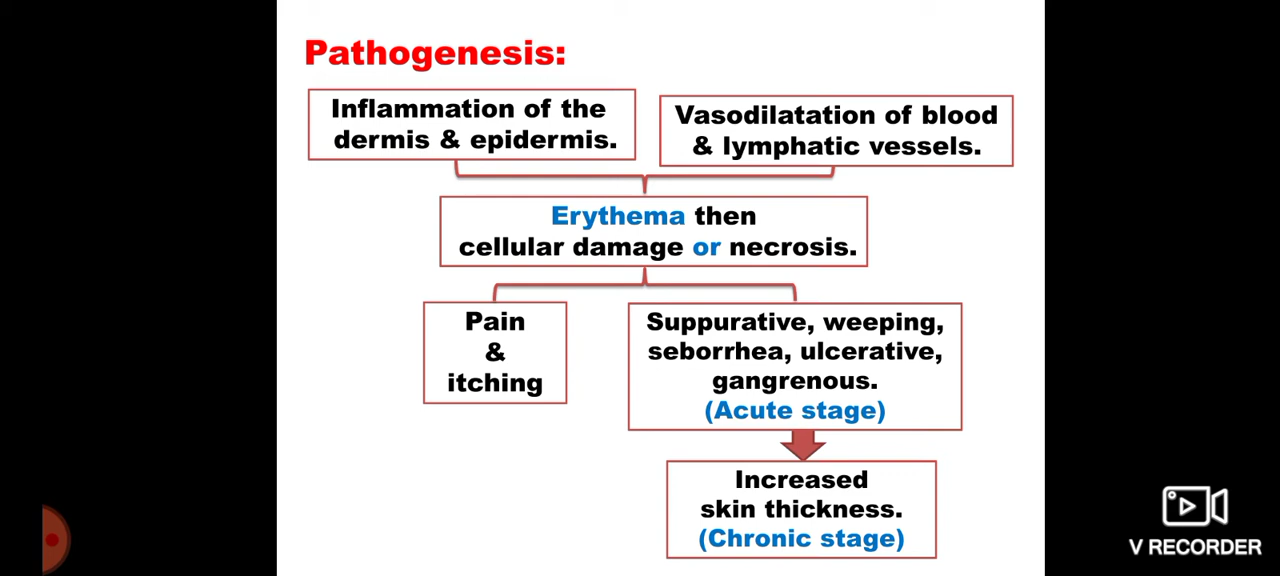 Pathogenesis:
Inflammation of the
dermis & epidermis.
Vasodilatation of blood
& lymphatic vessels.
Erythema then
cellular damage or necrosis.
Pain
&
itching
Suppurative, weeping,
seborrhea, ulcerative,
gangrenous.
(Acute stage)
Increased
skin thickness.
(Chronic stage)
V RECORDER